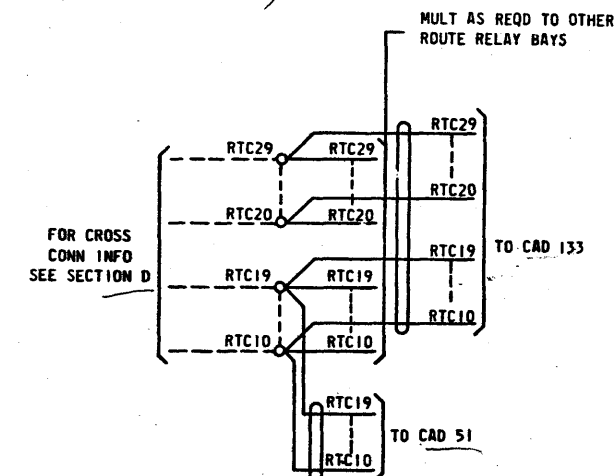 MULT AS REQD TO OTHER
ROUTE RELAY BAYS
RTC29
RTC29 RTC29
RTC20
RTC20 RTC20
FOR CROSS
CONN INFO
SEE SECTION D
RTC19
TO CAD 133
RTC19 RTC19
RTC10
RTC10 RTC10
RTC19
TO CAD 51
RTC10